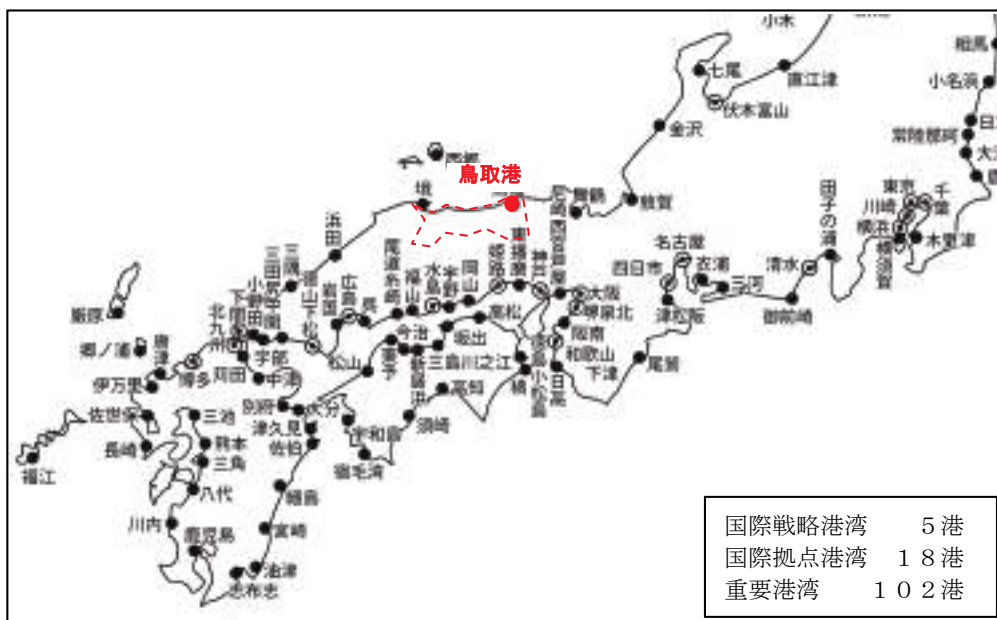 七尾
直江津
伏木富山
金沢
相馬
小名浜
常陸那珂
鳥取港
境
舞鶴
敦賀
尼崎西宮芦屋
東播磨
神戸
姫路
岡山
宇野
水島
福山
尾道糸崎
呉
広島
岩国
徳山下松
三田尻中関
小野田
下関
北九州
三隅
浜田
大阪
堺泉北
阪南
和歌山
下津
日高
尾鷲
徳島小松島
橘
高松
坂出
三島川之江
新居浜
東予
今治
松山
高知
須崎
宿毛湾
宇和島
名古屋
四日市
衣浦
三河
津松阪
清水
御前崎
田子の浦
東京
川崎
横浜
横須賀
千葉
木更津
厳原
郷ノ浦
唐津
伊万里
博多
苅田
宇部
中津
別府
大分
津久見
佐伯
佐世保
長崎
福江
三池
熊本
三角
八代
川内
鹿児島
細島
宮崎
油津
志布志
国際戦略港湾 5港
国際拠点港湾 18港
重要港湾 102港